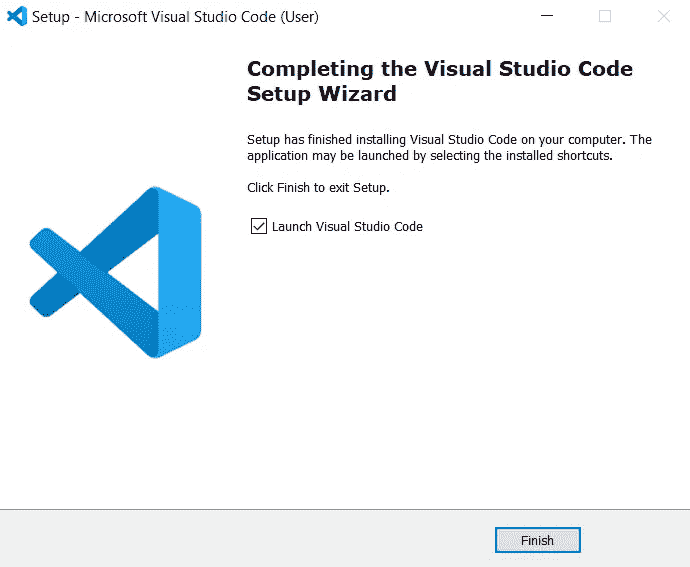 Setup - Microsoft Visual Studio Code (User)
Completing the Visual Studio Code
Setup Wizard
Setup has finished installing Visual Studio Code on your computer. The
application may be launched by selecting the installed shortcuts.
Click Finish to exit Setup.
Launch Visual Studio Code
Finish